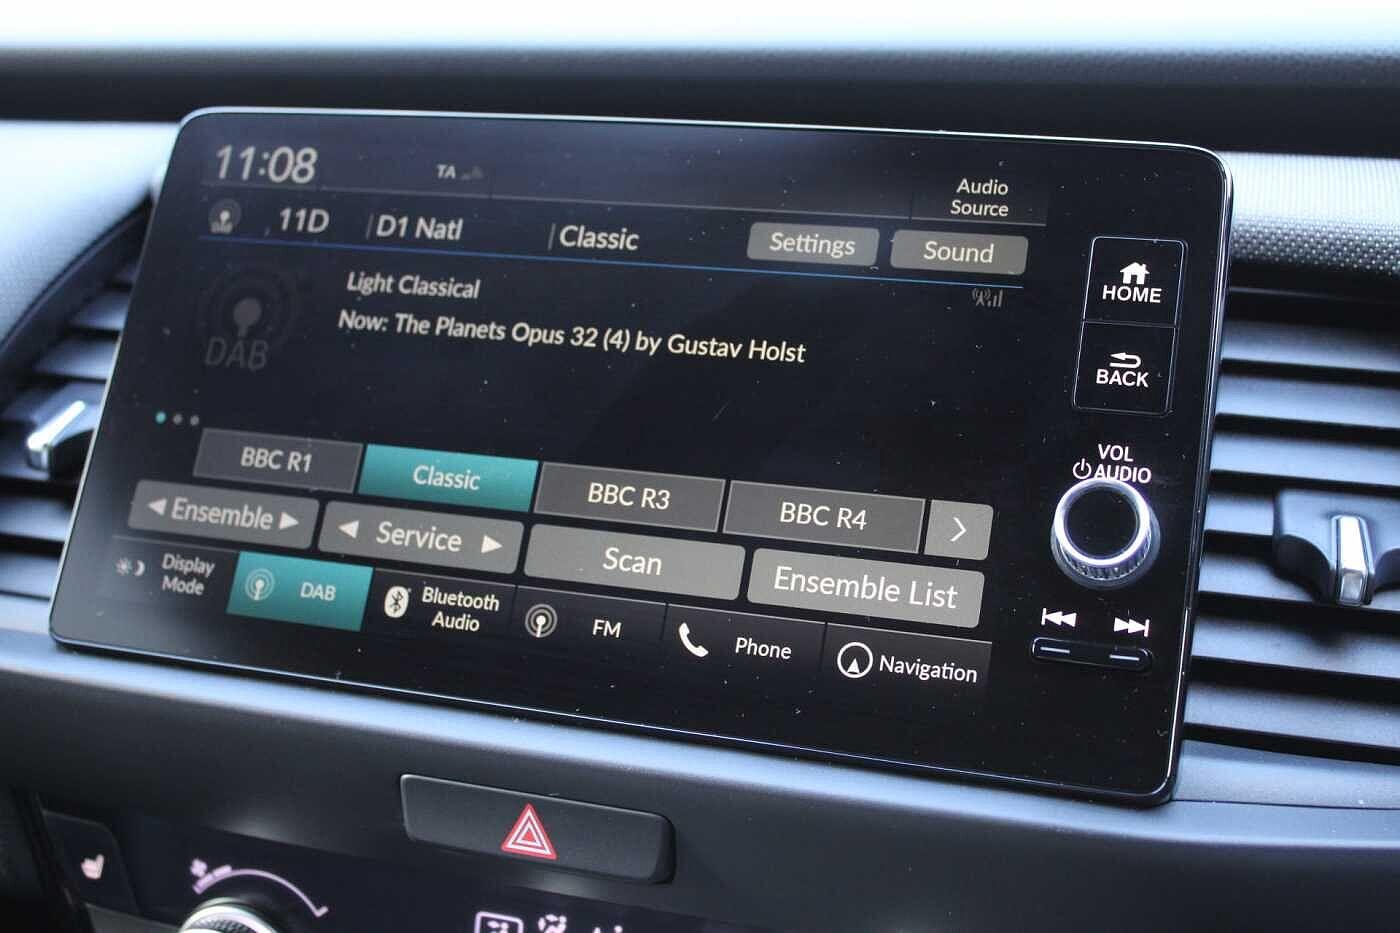 11:08
TA
Audio
Source
11D
D1 Natl
Classic
Settings
Sound
Light Classical
Now: The Planets Opus 32 (4) by Gustav Holst
DAB
HOME
BACK
VOL
AUDIO
BBC R1
Classic
BBC R3
BBC R4
Ensemble
Service
Scan
Ensemble List
Display
Mode
DAB
Bluetooth
Audio
FM
Phone
Navigation